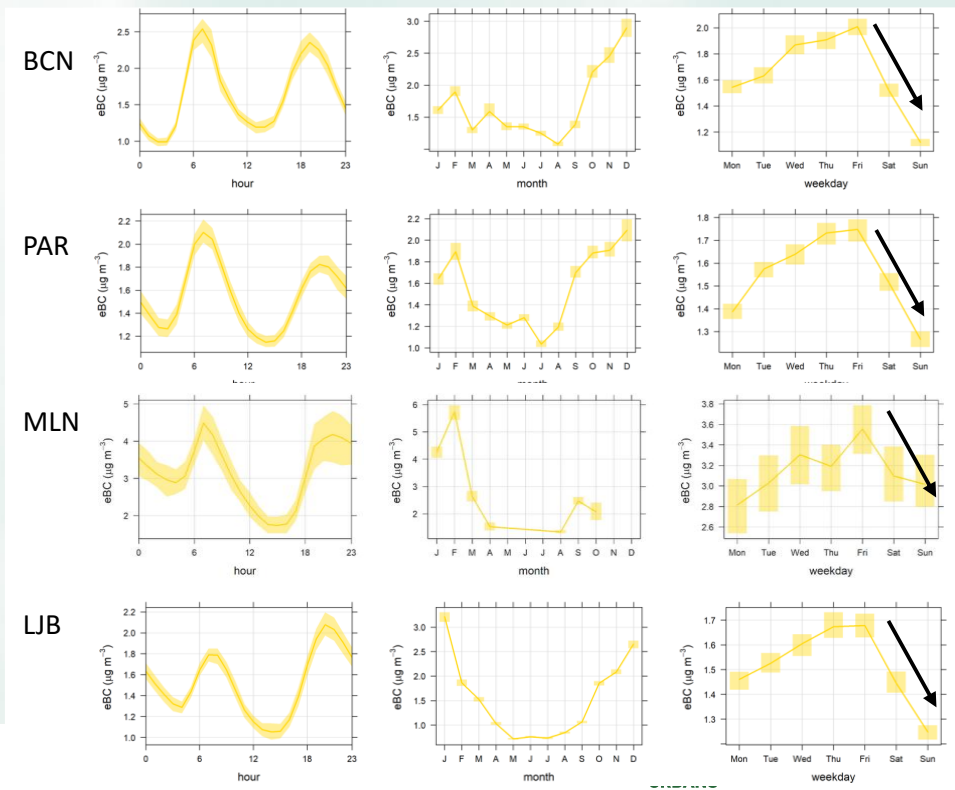 BCN
eBC (µg m⁻³)
2.5
2.0
1.5
1.0
0 6 12 18 23
hour
eBC (µg m⁻³)
3.0
2.5
2.0
1.5
J F M A M J J A S O N D
month
eBC (µg m⁻³)
2.0
1.8
1.6
1.4
1.2
Mon Tue Wed Thu Fri Sat Sun
weekday
PAR
eBC (µg m⁻³)
2.2
2.0
1.8
1.6
1.4
1.2
0 6 12 18 23
hour
eBC (µg m⁻³)
2.2
2.0
1.8
1.6
1.4
1.2
1.0
J F M A M J J A S O N D
month
eBC (µg m⁻³)
1.8
1.7
1.6
1.5
1.4
1.3
Mon Tue Wed Thu Fri Sat Sun
weekday
MLN
eBC (µg m⁻³)
5
4
3
2
0 6 12 18 23
hour
eBC (µg m⁻³)
6
5
4
3
2
J F M A M J J A S O N D
month
eBC (µg m⁻³)
3.8
3.6
3.4
3.2
3.0
2.8
2.6
Mon Tue Wed Thu Fri Sat Sun
weekday
LJB
eBC (µg m⁻³)
2.2
2.0
1.8
1.6
1.4
1.2
1.0
0 6 12 18 23
hour
eBC (µg m⁻³)
3.0
2.5
2.0
1.5
1.0
J F M A M J J A S O N D
month
eBC (µg m⁻³)
1.7
1.6
1.5
1.4
1.3
Mon Tue Wed Thu Fri Sat Sun
weekday